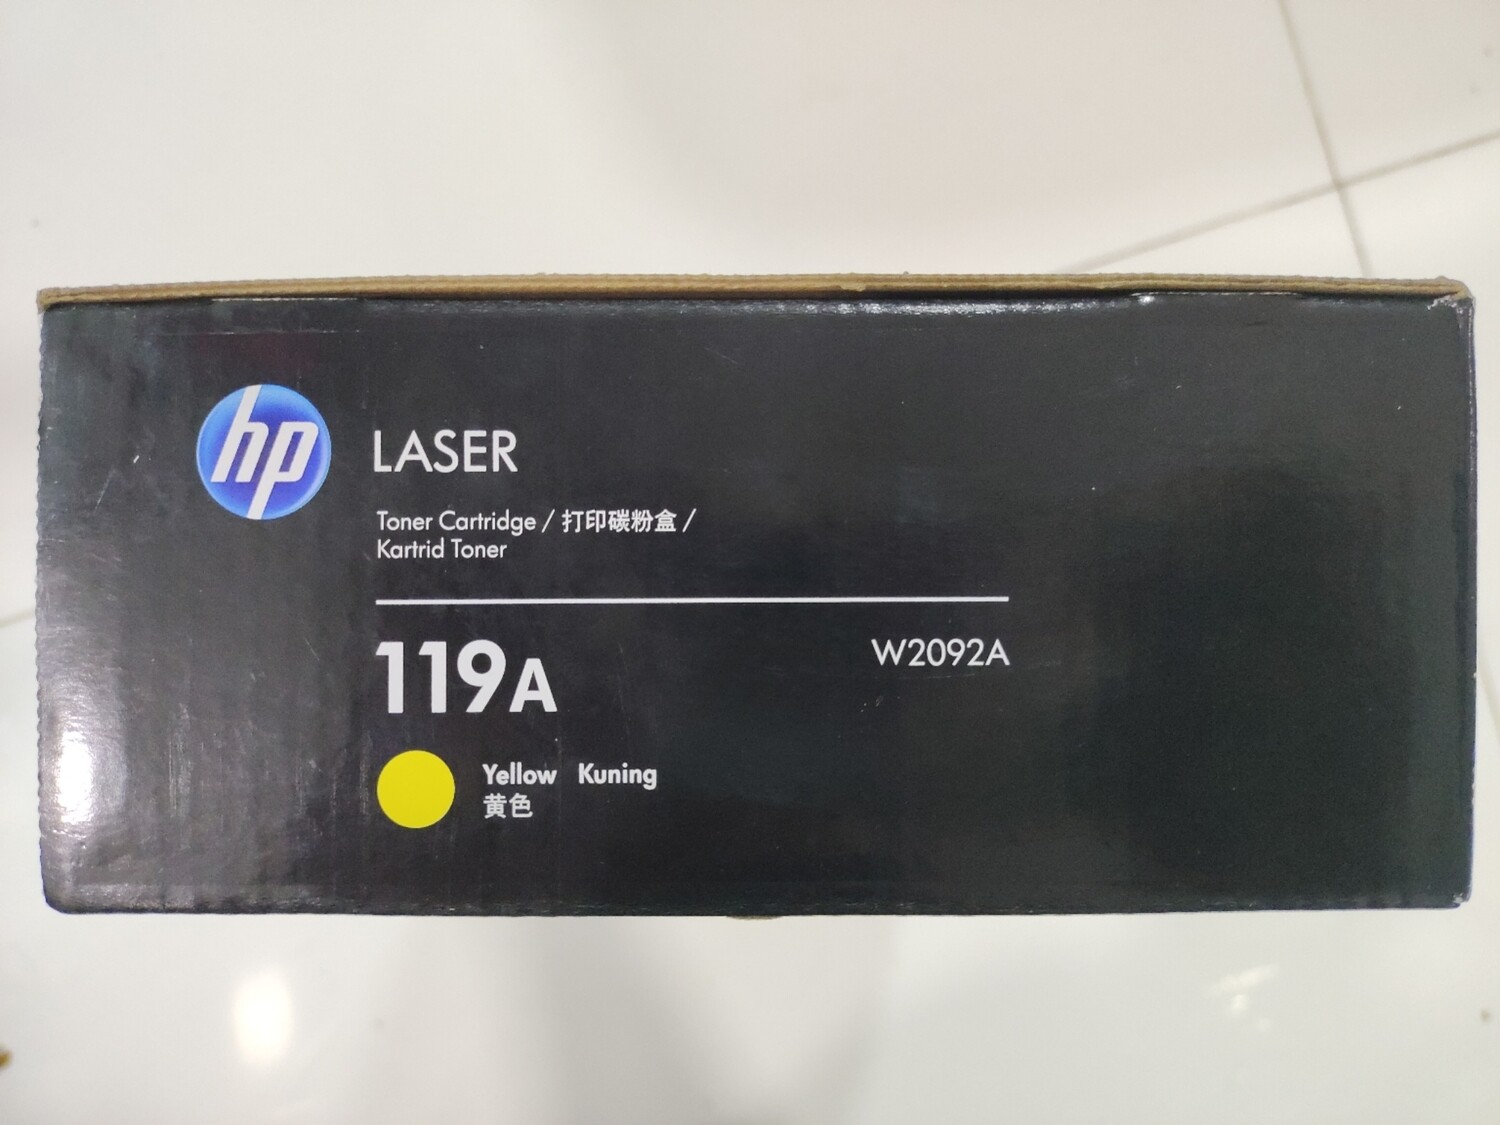 hp
LASER
Toner Cartridge / 打印碳粉盒 /
Kartrid Toner
119A
W2092A
Yellow Kuning
黄色